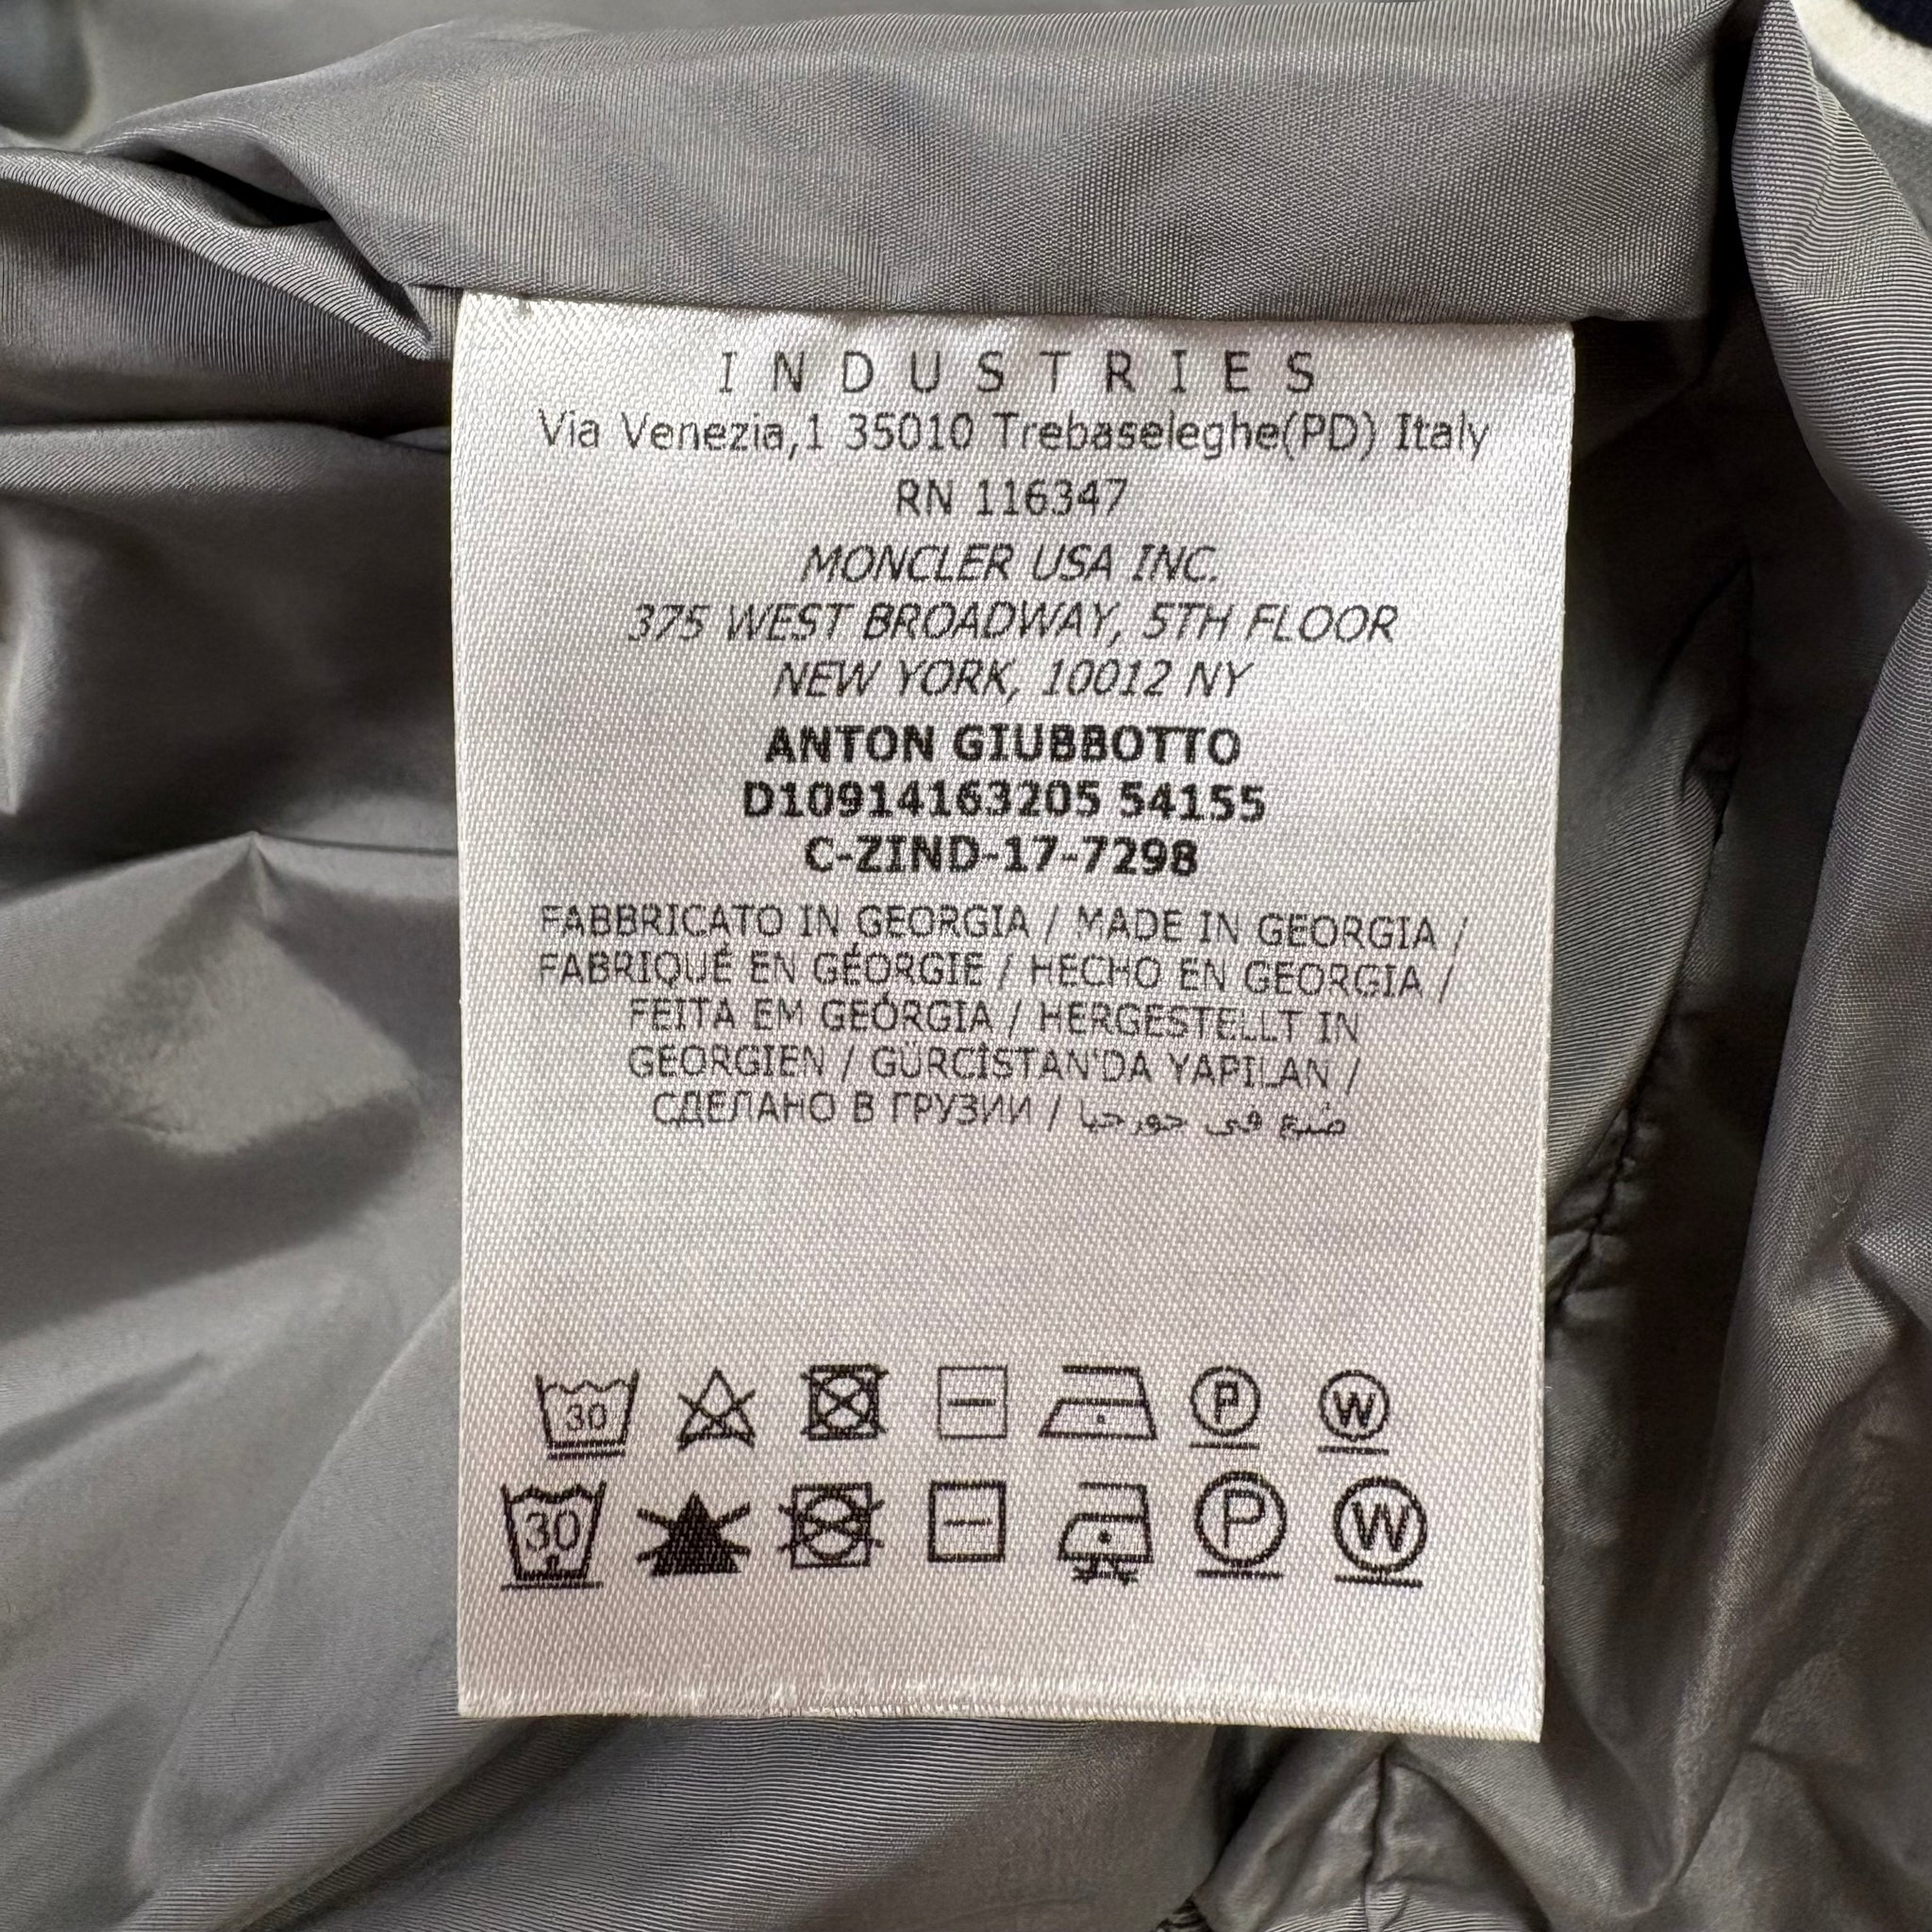 INDUSTRIES
Via Venezia,1 35010 Trebaseleghe(PD) Italy
RN 116347
MONCLER USA INC.
375 WEST BROADWAY, 5TH FLOOR
NEW YORK, 10012 NY
ANTON GIUBBOTTO
D10914163205 54155
C-ZIND-17-7298
FABBRICATO IN GEORGIA / MADE IN GEORGIA /
FABRIQUÉ EN GÉORGIE / HECHO EN GEORGIA /
FEITA EM GEÓRGIA / HERGESTELLT IN
GEORGIEN / GÜRCİSTAN'DA YAPILAN /
СДЕЛАНО В ГРУЗИИ / صُنع في جورجيا
30 P W
30 P W